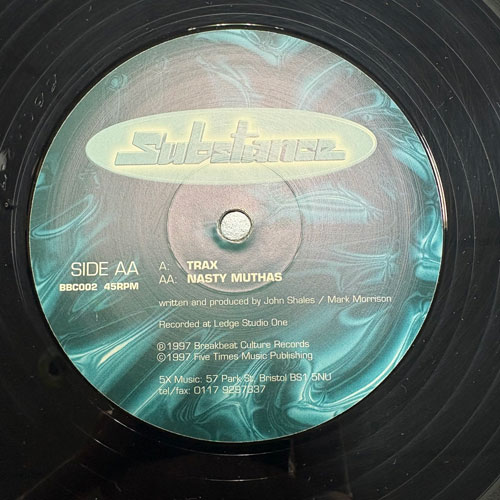 Substance
SIDE AA
BBC002 45RPM
A: TRAX
AA: NASTY MUTHAS
written and produced by John Shales / Mark Morrison
Recorded at Ledge Studio One
℗1997 Breakbeat Culture Records
©1997 Five Times Music Publishing
5X Music: 57 Park St, Bristol BS1 5NU
tel/fax: 0117 9297337